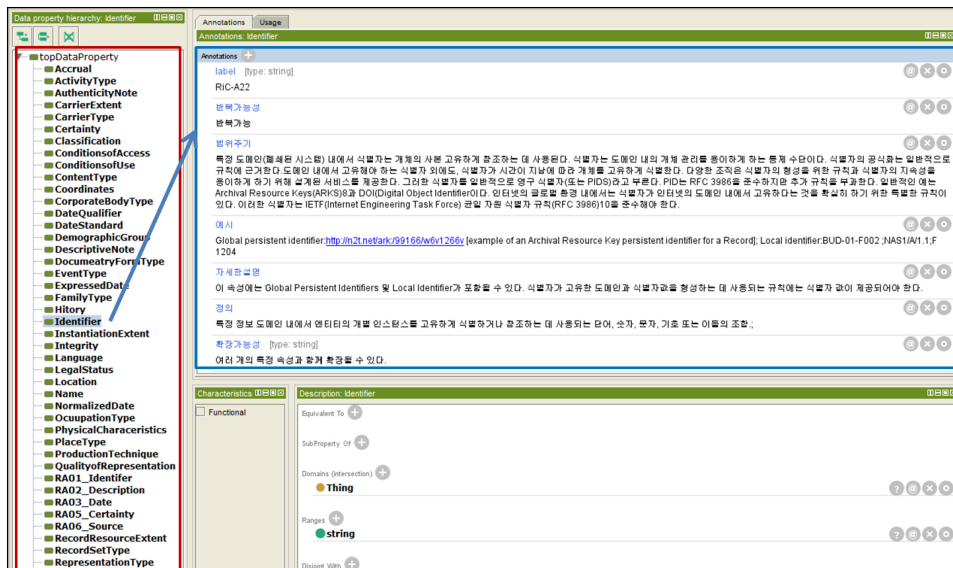 Data property hierarchy: Identifier
topDataProperty
Accrual
ActivityType
AuthenticityNote
CarrierExtent
CarrierType
Certainty
Classification
ConditionsofAccess
ConditionsofUse
ContentType
Coordinates
CorporateBodyType
DateQualifier
DateStandard
DemographicGroup
DescriptiveNote
DocumeatryFormType
EventType
ExpressedDate
FamilyType
Hitory
Identifier
InstantiationExtent
Integrity
Language
LegalStatus
Location
Name
NormalizedDate
OcuupationType
PhysicalCharaceristics
PlaceType
ProductionTechnique
QualityofRepresentation
RA01_Identifer
RA02_Description
RA03_Date
RA05_Certainty
RA06_Source
RecordResourceExtent
RecordSetType
RepresentationType
Annotations Usage
Annotations: Identifier
Annotations
label [type: string]
RiC-A22
반복가능성
반복가능
범위주기
특정 도메인(폐쇄된 시스템) 내에서 식별자는 개체의 사본 고유하게 참조하는 데 사용된다. 식별자는 도메인 내의 개체 관리를 용이하게 하는 통제 수단이다. 식별자의 공식화는 일반적으로
규칙에 근거한다.도메인 내에서 고유해야 하는 식별자 외에도, 식별자가 시간이 지남에 따라 개체를 고유하게 식별한다. 다양한 조직은 식별자의 형성을 위한 규칙과 식별자의 지속성을
용이하게 하기 위해 설계된 서비스를 제공한다. 그러한 식별자를 일반적으로 영구 식별자(또는 PIDS)라고 부른다. PID는 RFC 3986을 준수하지만 추가 규칙을 부과한다. 일반적인 예는
Archival Resource Keys(ARKS)8과 DOI(Digital Object Identifier0)다. 인터넷의 글로벌 환경 내에서는 식별자가 인터넷의 도메인 내에서 고유하다는 것을 확실히 하기 위한 특별한 규칙이
있다. 이러한 식별자는 IETF(Internet Engineering Task Force) 균일 자원 식별자 규칙(RFC 3986)10을 준수해야 한다.
예시
Global persistent identifier:http://n2t.net/ark:/99166/w6v1266v [example of an Archival Resource Key persistent identifier for a Record]; Local identifier:BUD-01-F002 ;NAS1/A/1.1;F
1204
자세한설명
이 속성에는 Global Persistent Identifiers 및 Local Identifier가 포함될 수 있다. 식별자가 고유한 도메인과 식별자값을 형성하는 데 사용되는 규칙에는 식별자 값이 제공되어야 한다.
정의
특정 정보 도메인 내에서 엔티티의 개별 인스턴스를 고유하게 식별하거나 참조하는 데 사용되는 단어, 숫자, 문자, 기호 또는 이들의 조합.;
확장가능성 [type: string]
여러 개의 특정 속성과 함께 확장될 수 있다.
Characteristics
Functional
Description: Identifier
Equivalent To
SubProperty Of
Domains (intersection)
Thing
Ranges
string
Disjoint With